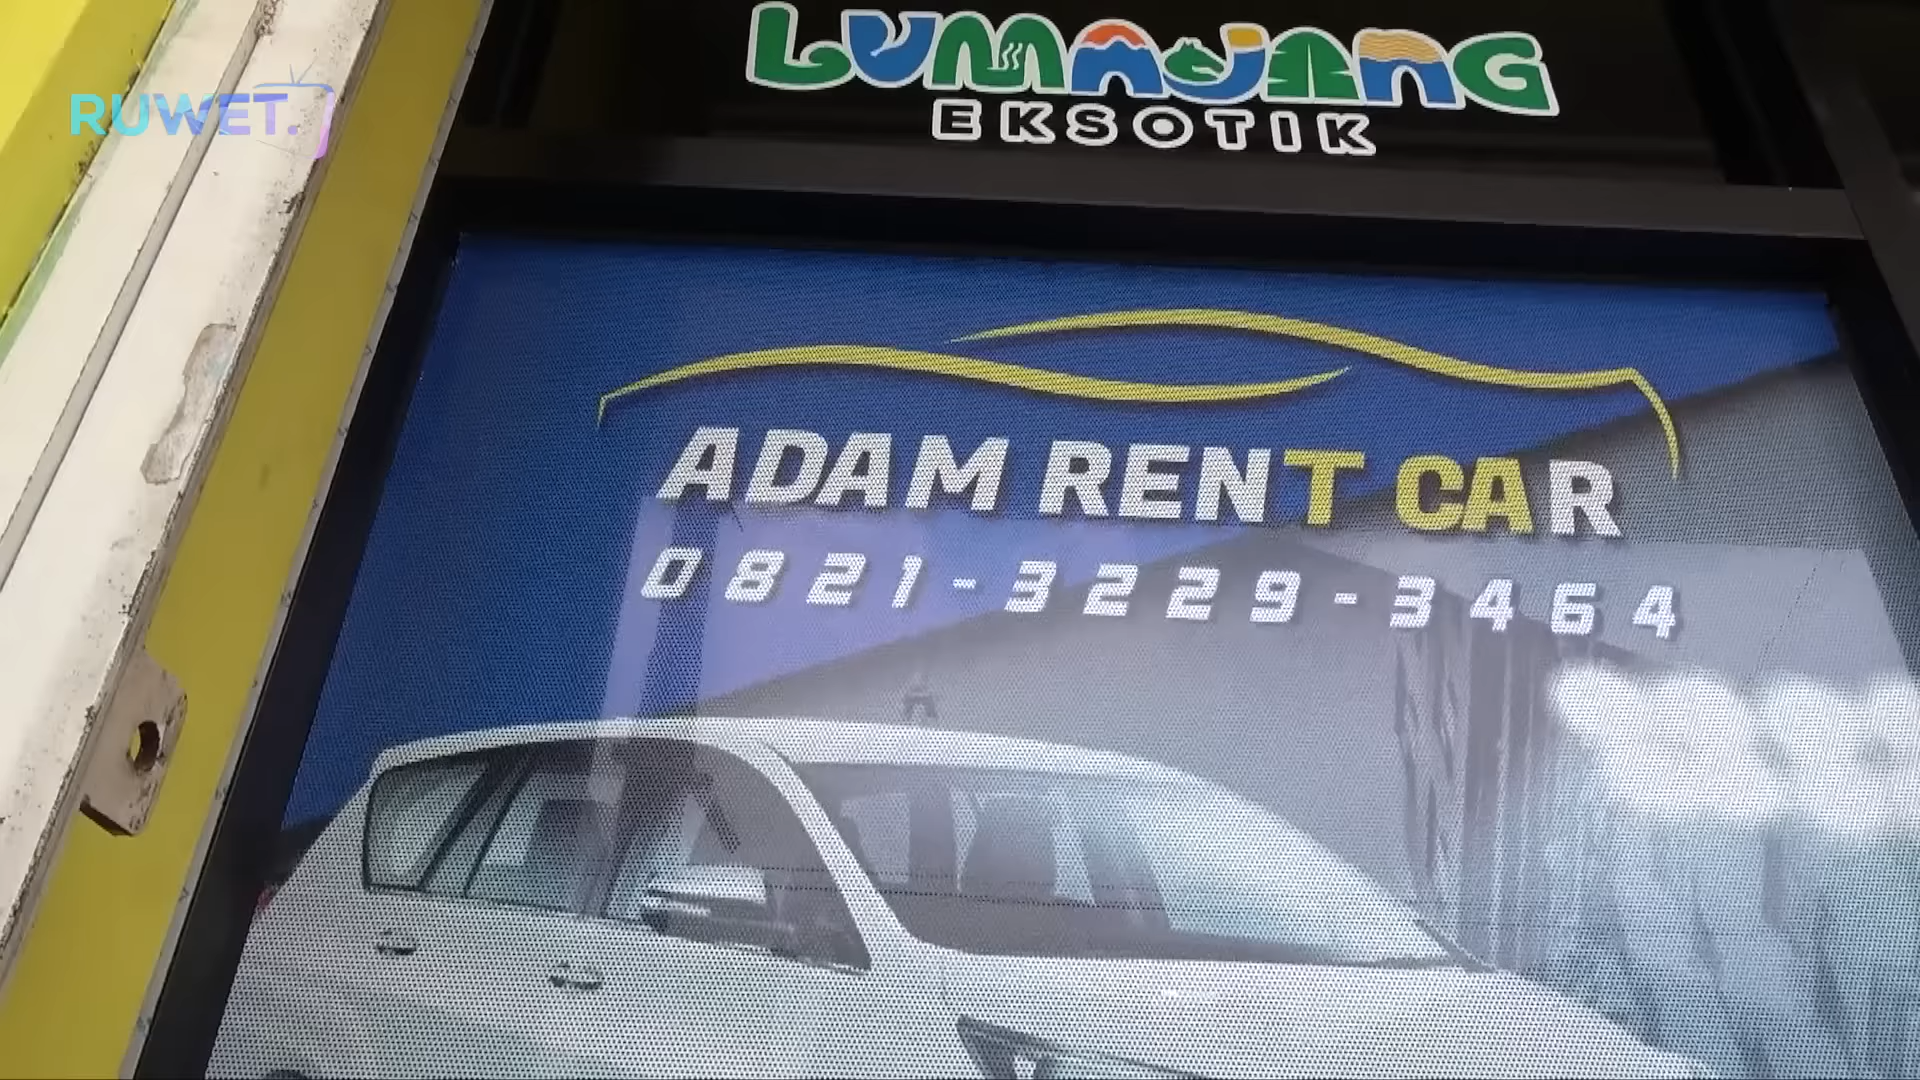 LUMAJANG
EKSOTIK
RUWET.
ADAM RENT CAR
0821-3229-3464